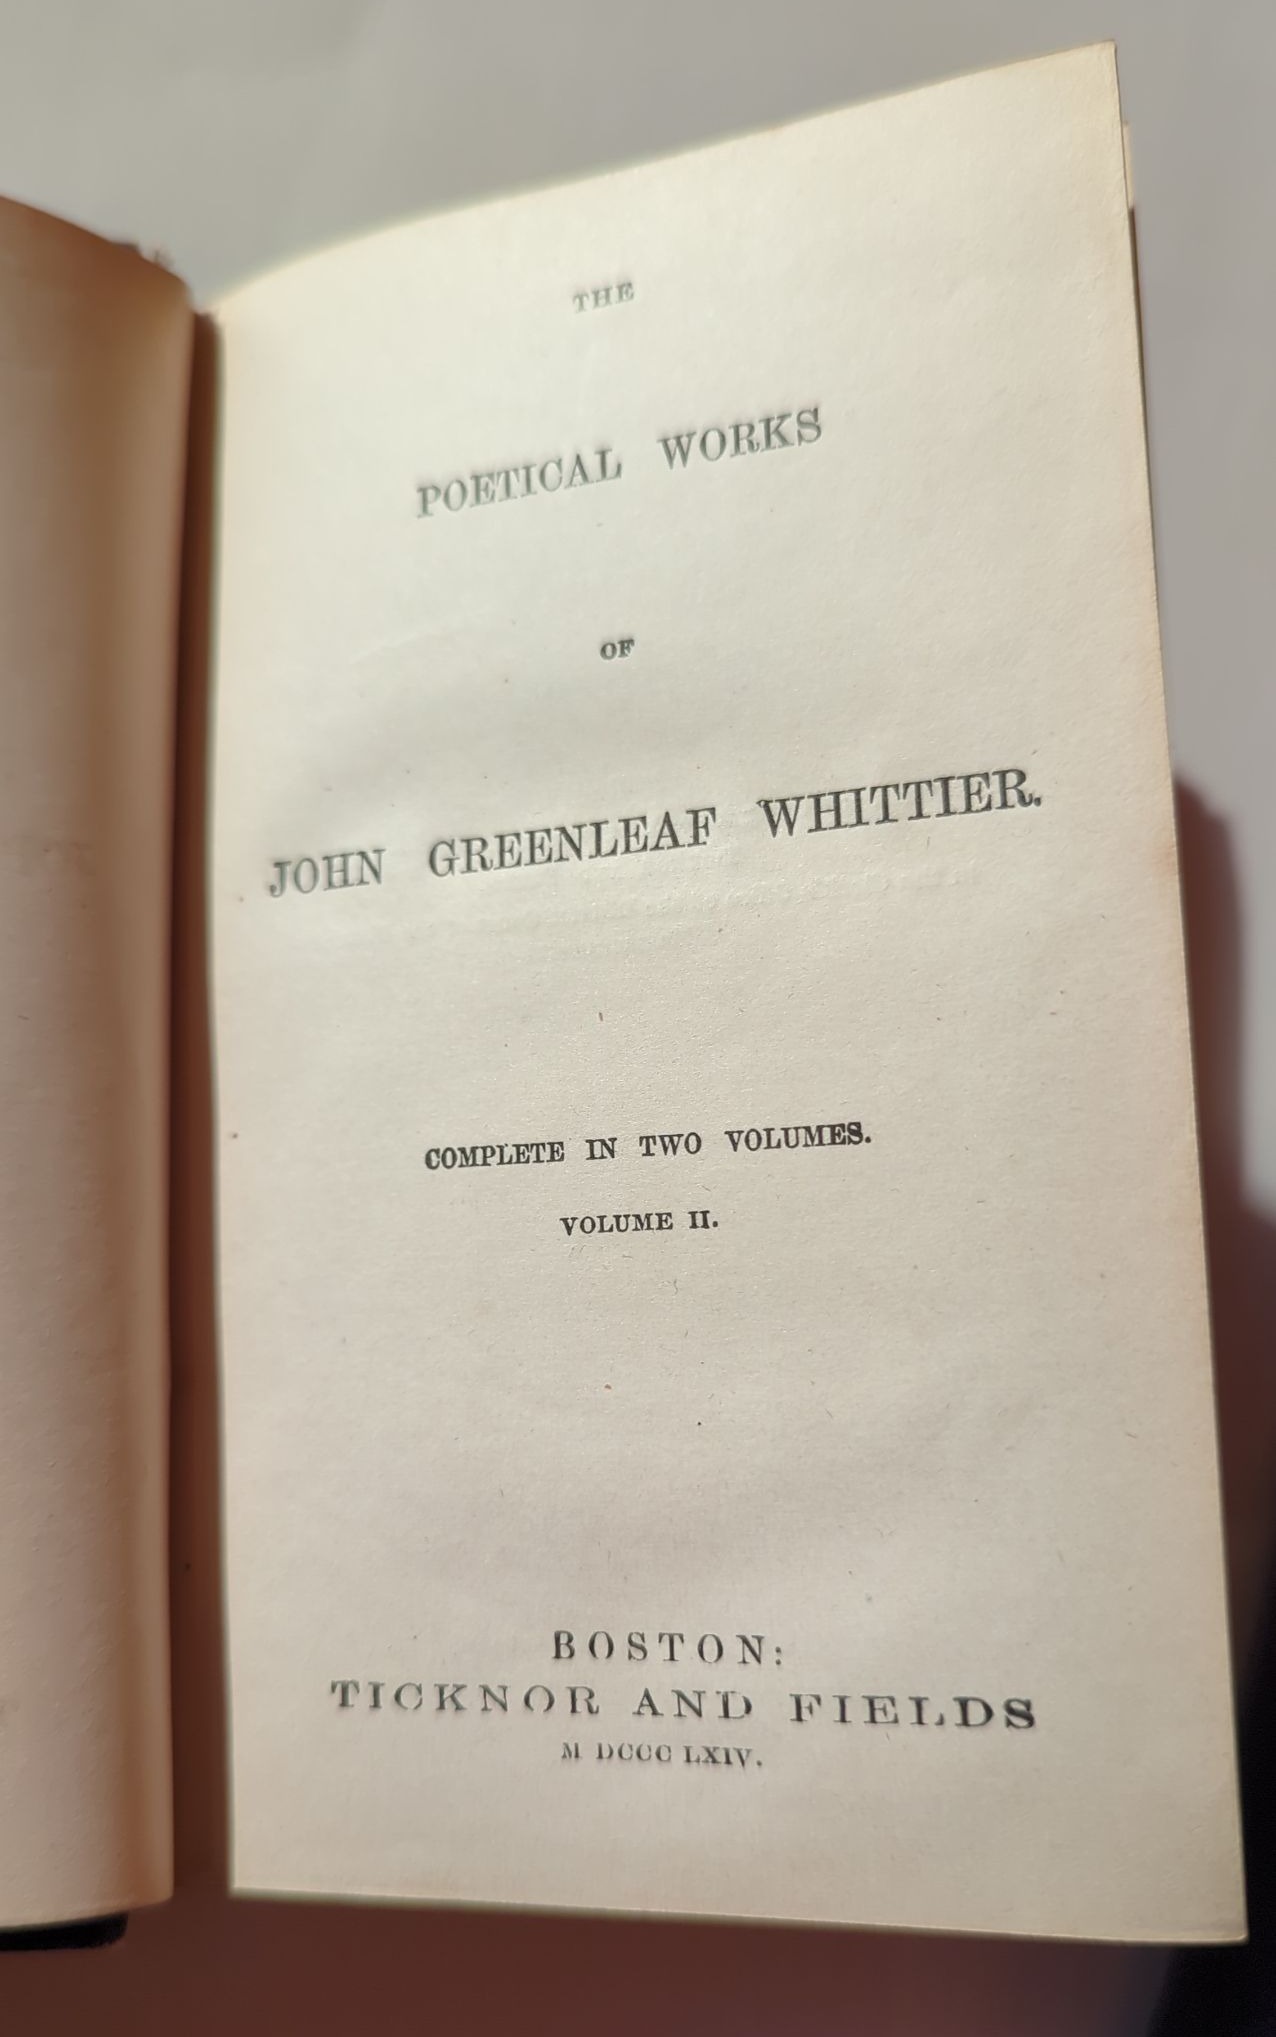 THE
POETICAL WORKS
OF
JOHN GREENLEAF WHITTIER.
COMPLETE IN TWO VOLUMES.
VOLUME II.
BOSTON:
TICKNOR AND FIELDS
M DCCC LXIV.